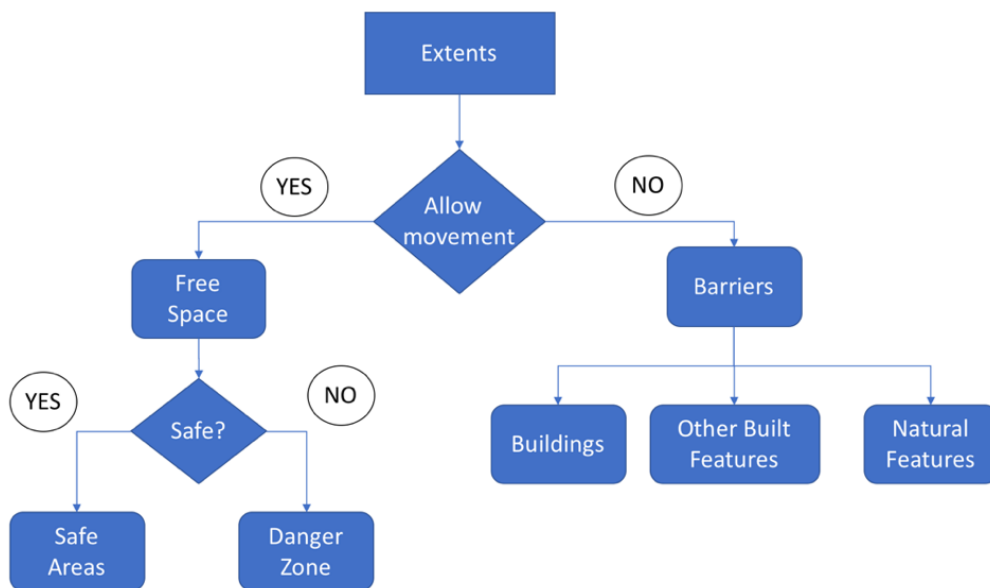 Extents
YES
NO
Allow
movement
Free
Space
Barriers
YES
NO
Safe?
Buildings
Other Built
Features
Natural
Features
Safe
Areas
Danger
Zone